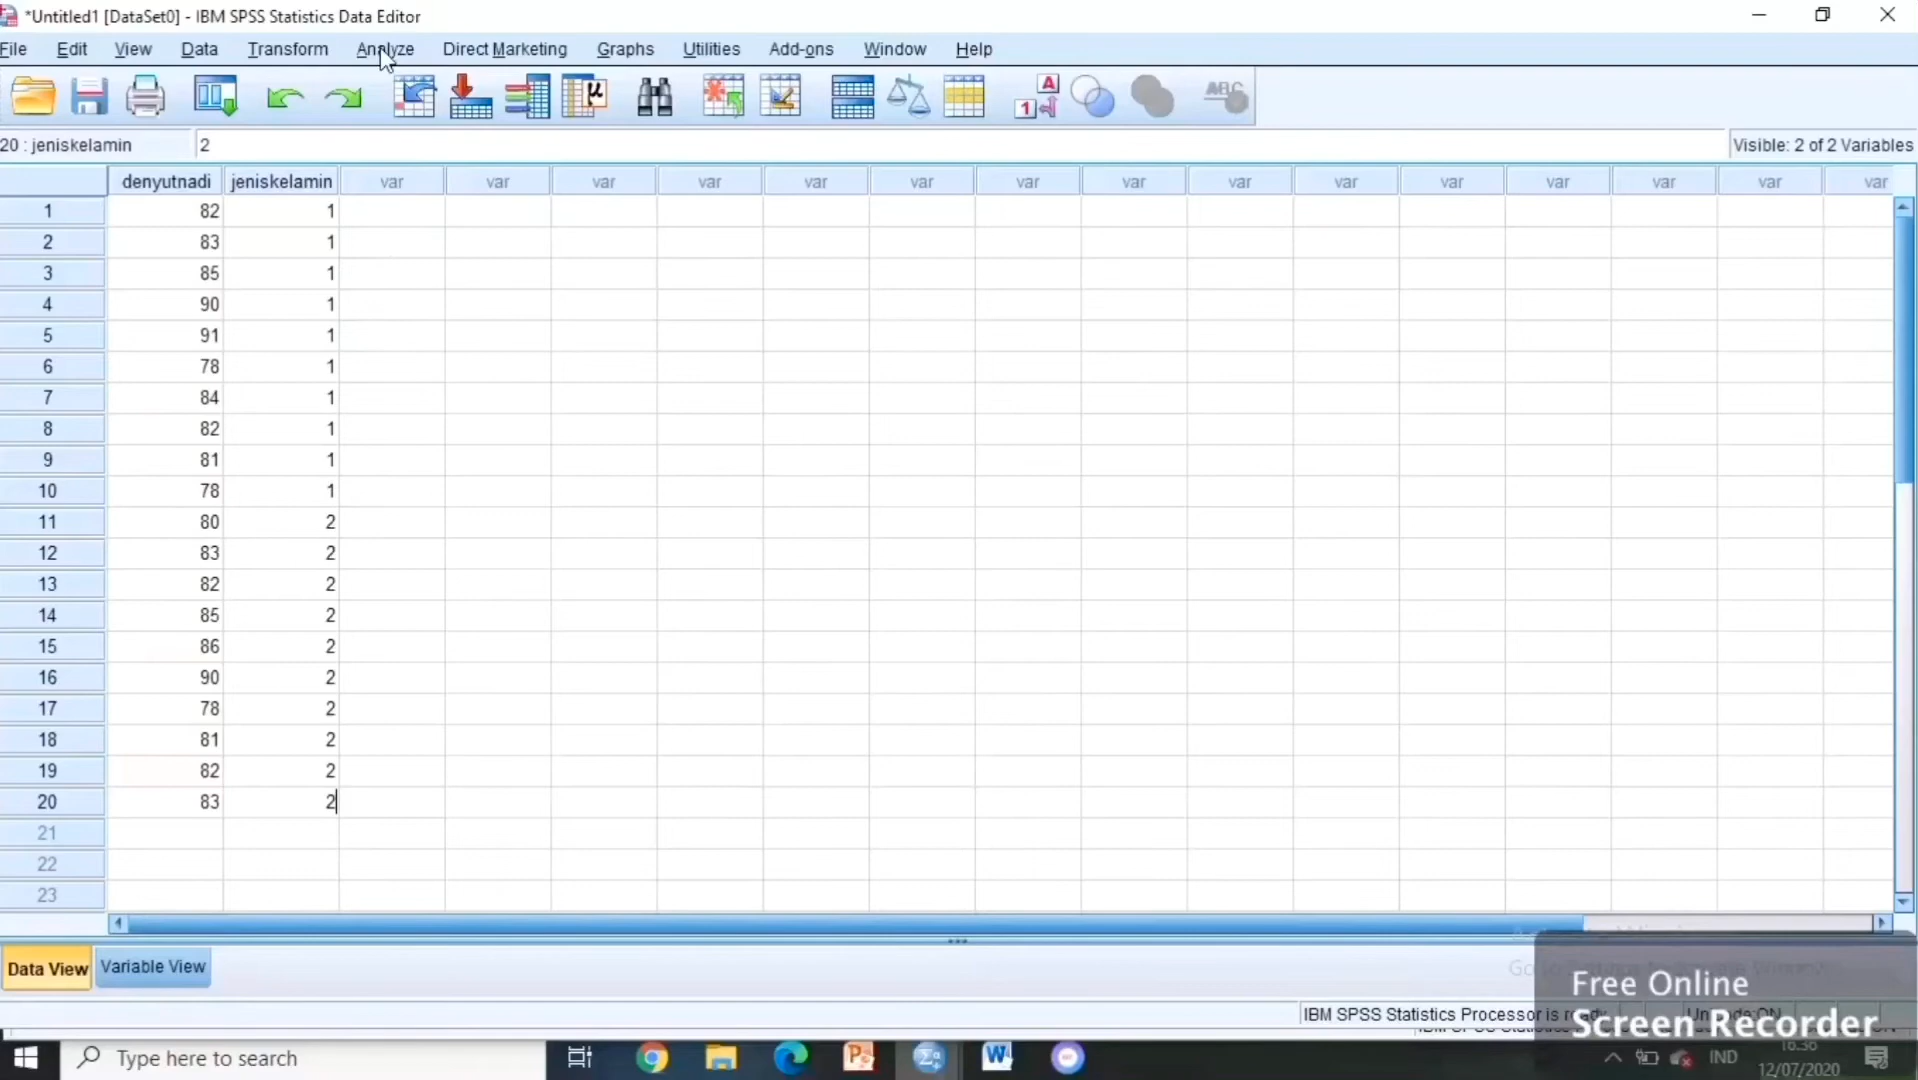 *Untitled1 [DataSet0] - IBM SPSS Statistics Data Editor
File Edit View Data Transform Analyze Direct Marketing Graphs Utilities Add-ons Window Help
20 : jeniskelamin 2 Visible: 2 of 2 Variables
denyutnadi jeniskelamin var var var var var var var var var var var var var var var
1 82 1
2 83 1
3 85 1
4 90 1
5 91 1
6 78 1
7 84 1
8 82 1
9 81 1
10 78 1
11 80 2
12 83 2
13 82 2
14 85 2
15 86 2
16 90 2
17 78 2
18 81 2
19 82 2
20 83 2
21
22
23
Data View Variable View
Free Online
Screen Recorder
IBM SPSS Statistics Processor is
Type here to search
IND
16.36
12/07/2020